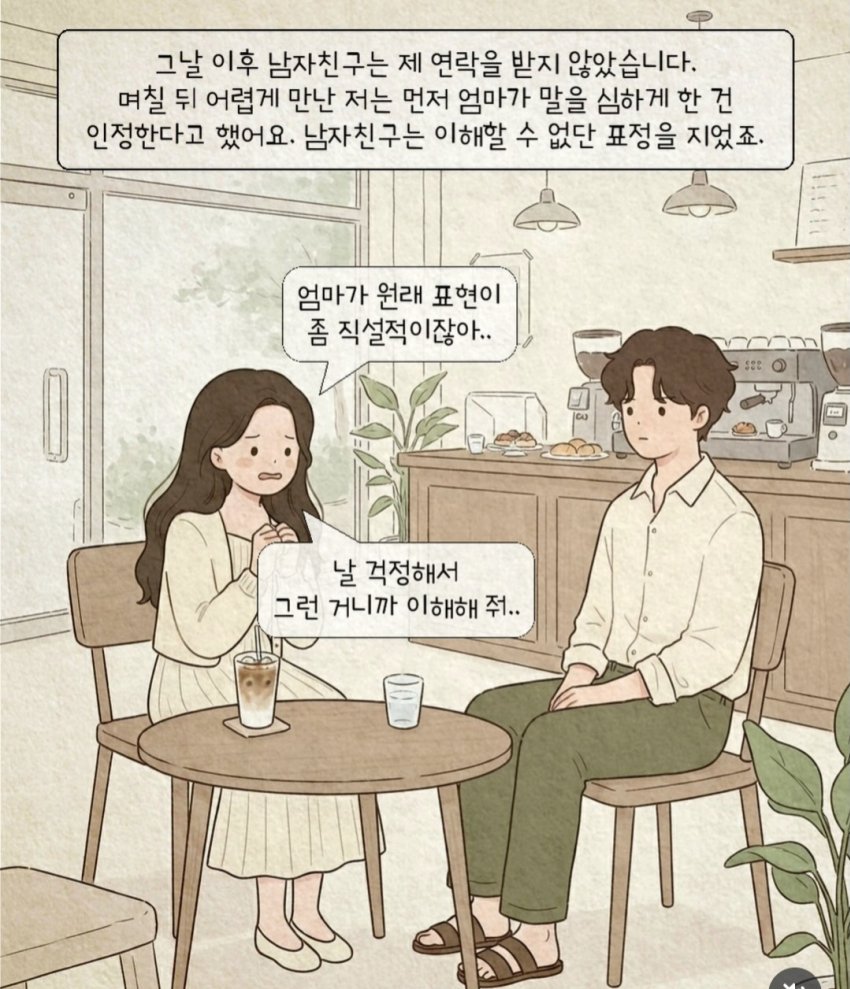 그날 이후 남자친구는 제 연락을 받지 않았습니다.
며칠 뒤 어렵게 만난 저는 먼저 엄마가 말을 심하게 한 건
인정한다고 했어요. 남자친구는 이해할 수 없단 표정을 지었죠.
엄마가 원래 표현이
좀 직설적이잖아..
날 걱정해서
그런 거니까 이해해 줘..